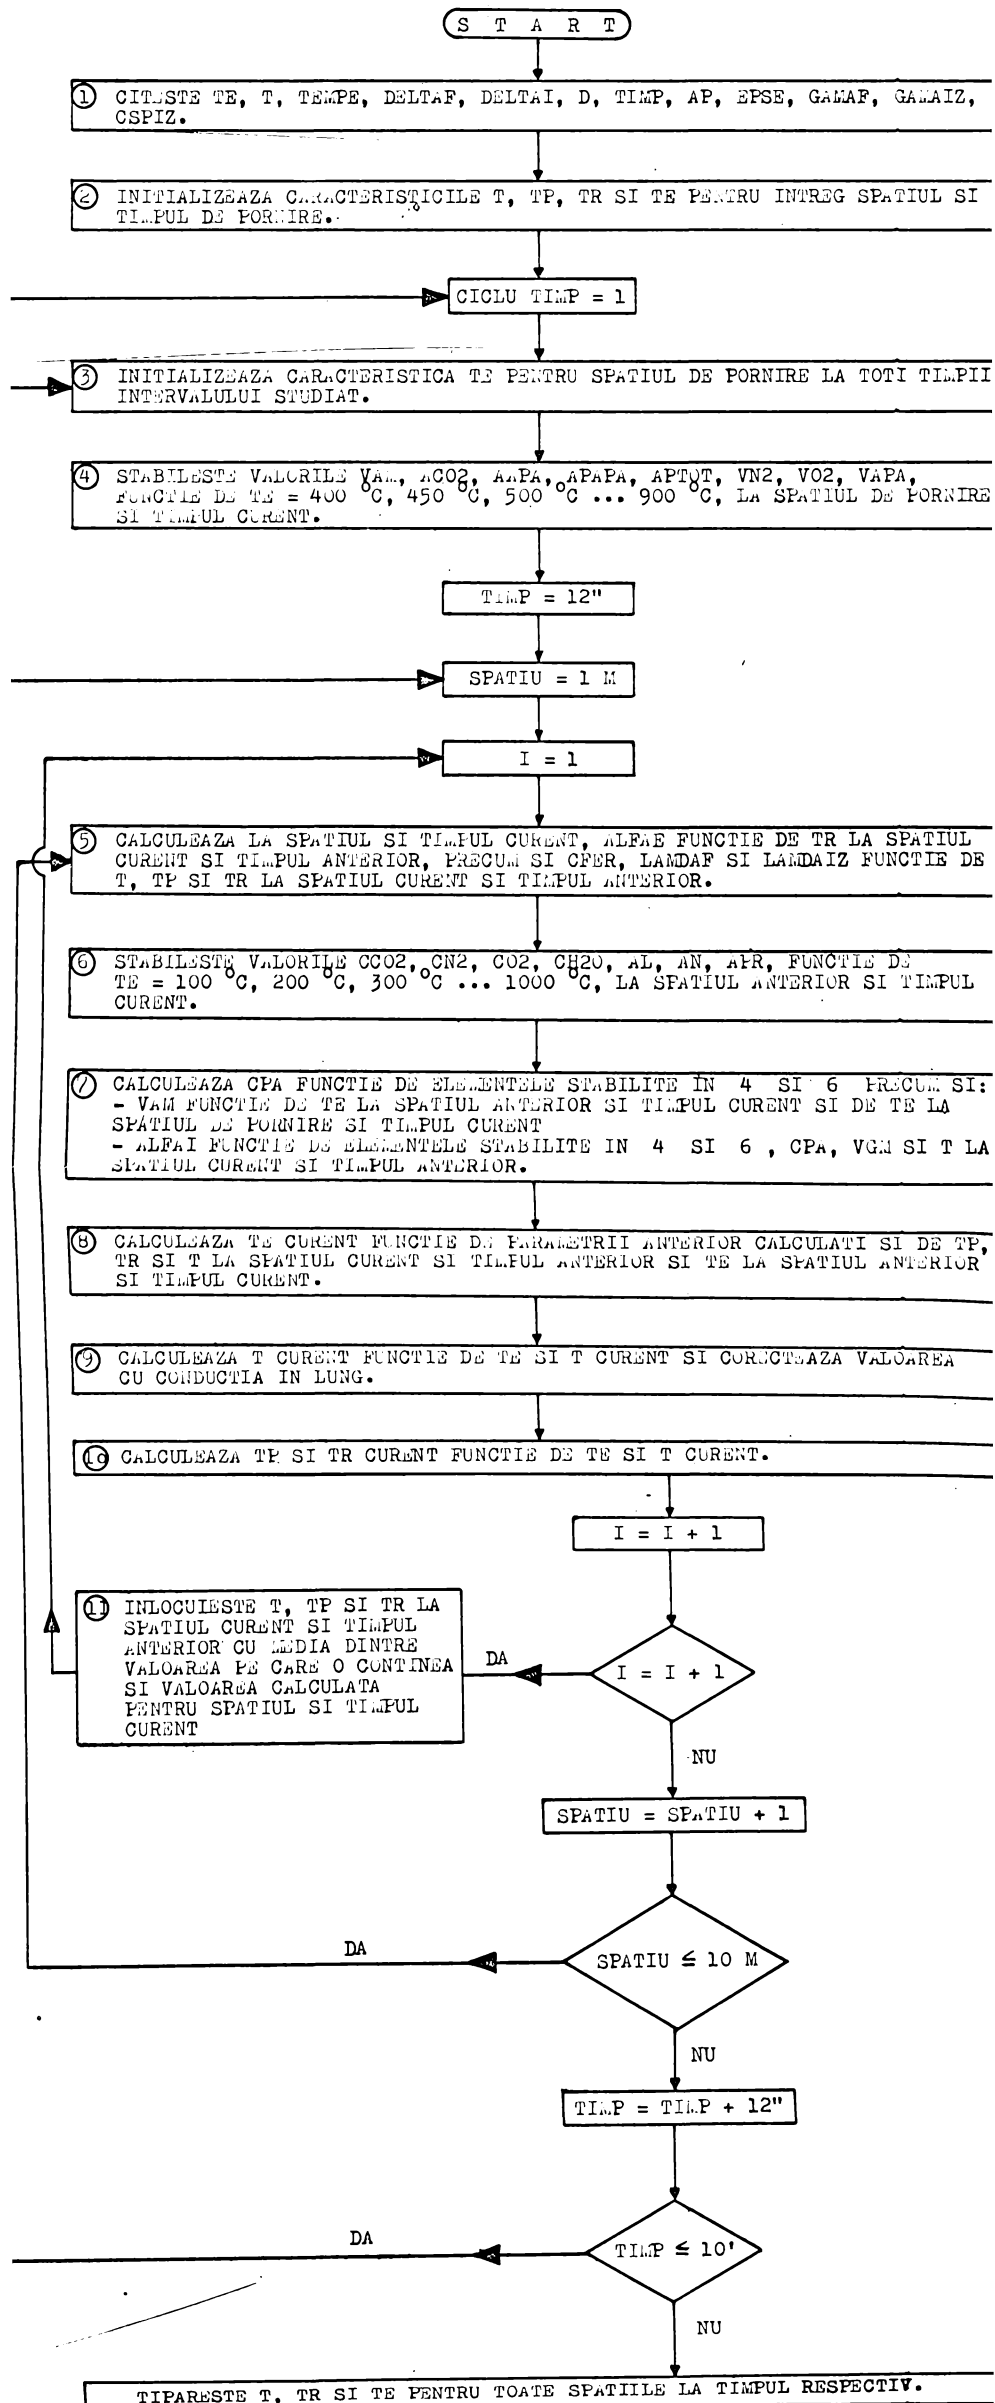 S T A R T
1 CITESTE TE, T, TEMPE, DELTAF, DELTAI, D, TIMP, AP, EPSE, GAMAF, GAMAIZ,
CSPIZ.
2 INITIALIZEAZA CARACTERISTICILE T, TP, TR SI TE PENTRU INTREG SPATIUL SI
TIMPUL DE PORNIRE.
CICLU TIMP = 1
3 INITIALIZEAZA CARACTERISTICA TE PENTRU SPATIUL DE PORNIRE LA TOTI TIMPII
INTERVALULUI STUDIAT.
4 STABILESTE VALORILE VAM, ACO2, AAPA, APAPA, APTOT, VN2, VO2, VAPA,
FUNCTIE DE TE = 400 °C, 450 °C, 500 °C ... 900 °C, LA SPATIUL DE PORNIRE
SI TIMPUL CURENT.
TIMP = 12"
SPATIU = 1 M
I = 1
5 CALCULEAZA LA SPATIUL SI TIMPUL CURENT, ALFAE FUNCTIE DE TR LA SPATIUL
CURENT SI TIMPUL ANTERIOR, PRECUM SI CFER, LAMDAF SI LAMDAIZ FUNCTIE DE
T, TP SI TR LA SPATIUL CURENT SI TIMPUL ANTERIOR.
6 STABILESTE VALORILE CCO2, CN2, CO2, CH2O, AL, AN, APR, FUNCTIE DE
TE = 100 °C, 200 °C, 300 °C ... 1000 °C, LA SPATIUL ANTERIOR SI TIMPUL
CURENT.
7 CALCULEAZA CPA FUNCTIE DE ELEMENTELE STABILITE IN 4 SI 6 PRECUM SI:
- VAM FUNCTIE DE TE LA SPATIUL ANTERIOR SI TIMPUL CURENT SI DE TE LA
SPATIUL DE PORNIRE SI TIMPUL CURENT
- ALFAI FUNCTIE DE ELEMENTELE STABILITE IN 4 SI 6 , CPA, VGM SI T LA
SPATIUL CURENT SI TIMPUL ANTERIOR.
8 CALCULEAZA TE CURENT FUNCTIE DE PARAMETRII ANTERIOR CALCULATI SI DE TP,
TR SI T LA SPATIUL CURENT SI TIMPUL ANTERIOR SI TE LA SPATIUL ANTERIOR
SI TIMPUL CURENT.
9 CALCULEAZA T CURENT FUNCTIE DE TE SI T CURENT SI CORECTEAZA VALOAREA
CU CONDUCTIA IN LUNG.
10 CALCULEAZA TP SI TR CURENT FUNCTIE DE TE SI T CURENT.
I = I + 1
11 INLOCUIESTE T, TP SI TR LA
SPATIUL CURENT SI TIMPUL
ANTERIOR CU MEDIA DINTRE
VALOAREA PE CARE O CONTINEA
SI VALOAREA CALCULATA
PENTRU SPATIUL SI TIMPUL
CURENT
DA
I = I + 1
NU
SPATIU = SPATIU + 1
DA
SPATIU ≤ 10 M
NU
TIMP = TIMP + 12"
DA
TIMP ≤ 10'
NU
TIPARESTE T, TR SI TE PENTRU TOATE SPATIILE LA TIMPUL RESPECTIV.